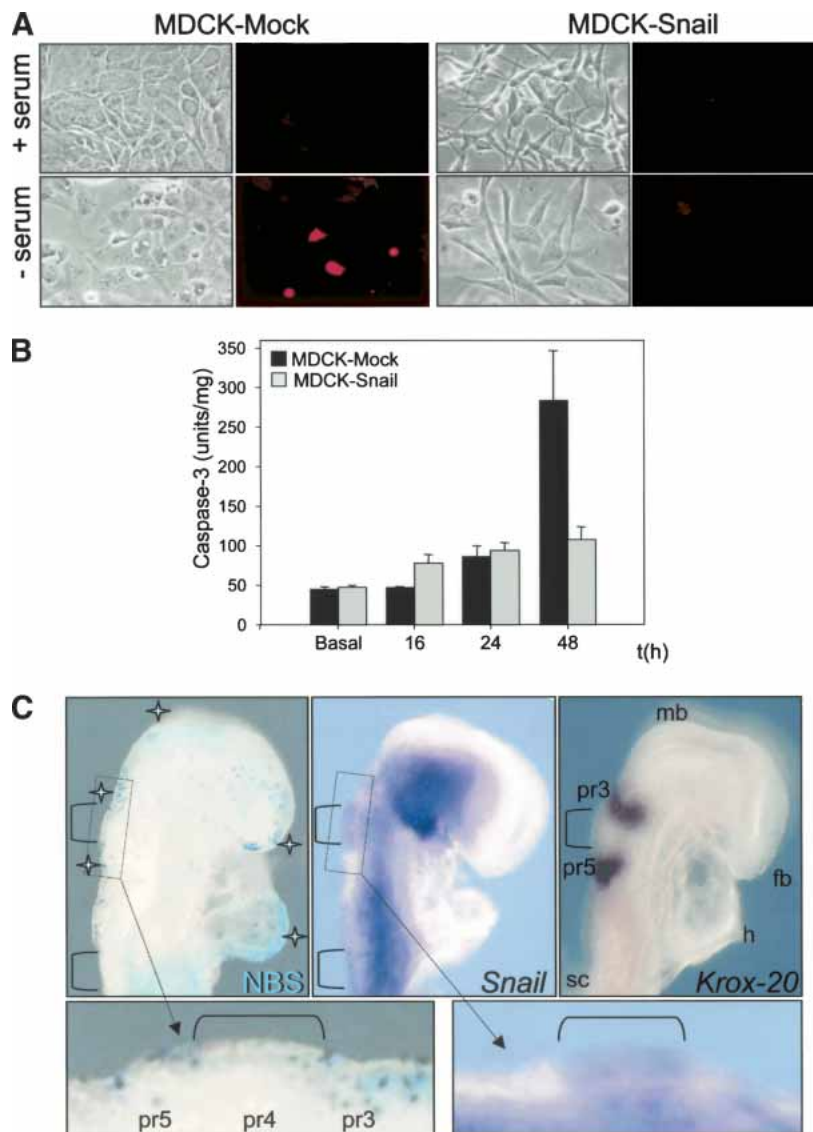 A
MDCK-Mock
MDCK-Snail
+ serum
- serum
B
350
300
250
200
150
100
50
0
Caspase-3 (units/mg)
MDCK-Mock
MDCK-Snail
Basal
16
24
48
t(h)
C
NBS
Snail
mb
pr3
pr5
fb
h
sc
Krox-20
pr5
pr4
pr3